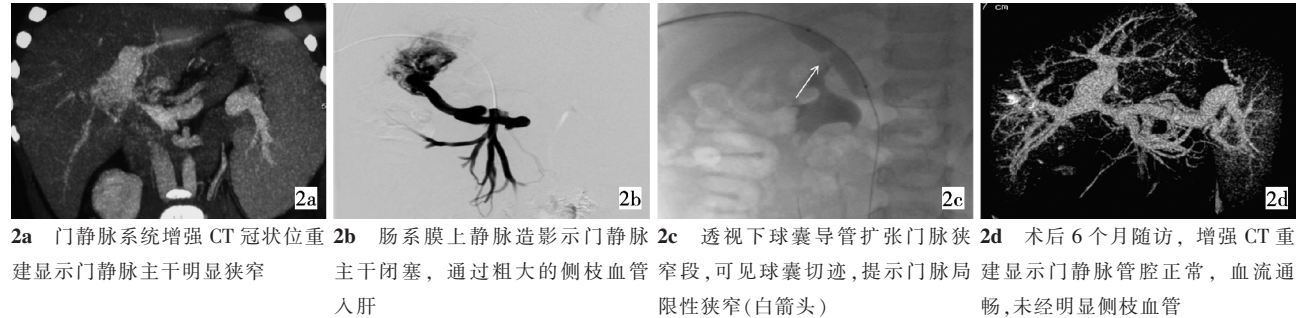 cm
2a
2b
2c
2d
2a 门静脉系统增强 CT 冠状位重
建显示门静脉主干明显狭窄
2b 肠系膜上静脉造影示门静脉
主干闭塞，通过粗大的侧枝血管
入肝
2c 透视下球囊导管扩张门脉狭
窄段,可见球囊切迹,提示门脉局
限性狭窄(白箭头)
2d 术后 6 个月随访，增强 CT 重
建显示门静脉管腔正常，血流通
畅,未经明显侧枝血管